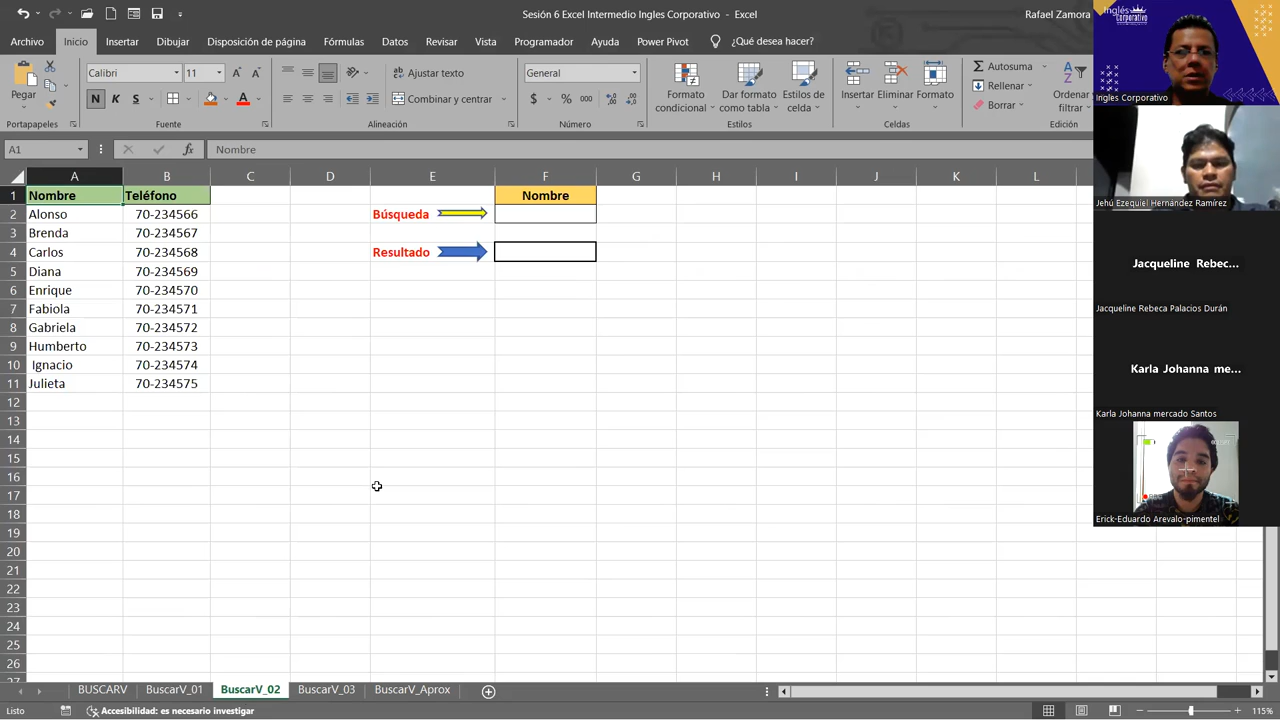 Sesión 6 Excel Intermedio Ingles Corporativo - Excel
Rafael Zamora
Archivo Inicio Insertar Dibujar Disposición de página Fórmulas Datos Revisar Vista Programador Ayuda Power Pivot ¿Qué desea hacer?
Pegar
Calibri 11
N K S
Ajustar texto
Combinar y centrar
General
$ % 000
Formato condicional
Dar formato como tabla
Estilos de celda
Insertar Eliminar Formato
Autosuma
Rellenar
Borrar
Ordenar filtrar
Portapapeles Fuente Alineación Número Estilos Celdas Edición
A1 fx Nombre
A B C D E F G H I J K L
1 Nombre Teléfono Nombre
2 Alonso 70-234566 Búsqueda
3 Brenda 70-234567
4 Carlos 70-234568 Resultado
5 Diana 70-234569
6 Enrique 70-234570
7 Fabiola 70-234571
8 Gabriela 70-234572
9 Humberto 70-234573
10 Ignacio 70-234574
11 Julieta 70-234575
12
13
14
15
16
17
18
19
20
21
22
23
24
25
26
27
BUSCARV BuscarV_01 BuscarV_02 BuscarV_03 BuscarV_Aprox
Listo Accesibilidad: es necesario investigar 115%
Inglés Corporativo
Ingles Corporativo
Jehú Ezequiel Hernandez Ramírez
Jacqueline Rebec...
Jacqueline Rebeca Palacios Durán
Karla Johanna me...
Karla Johanna mercado Santos
Erick-Eduardo Arevalo-pimentel